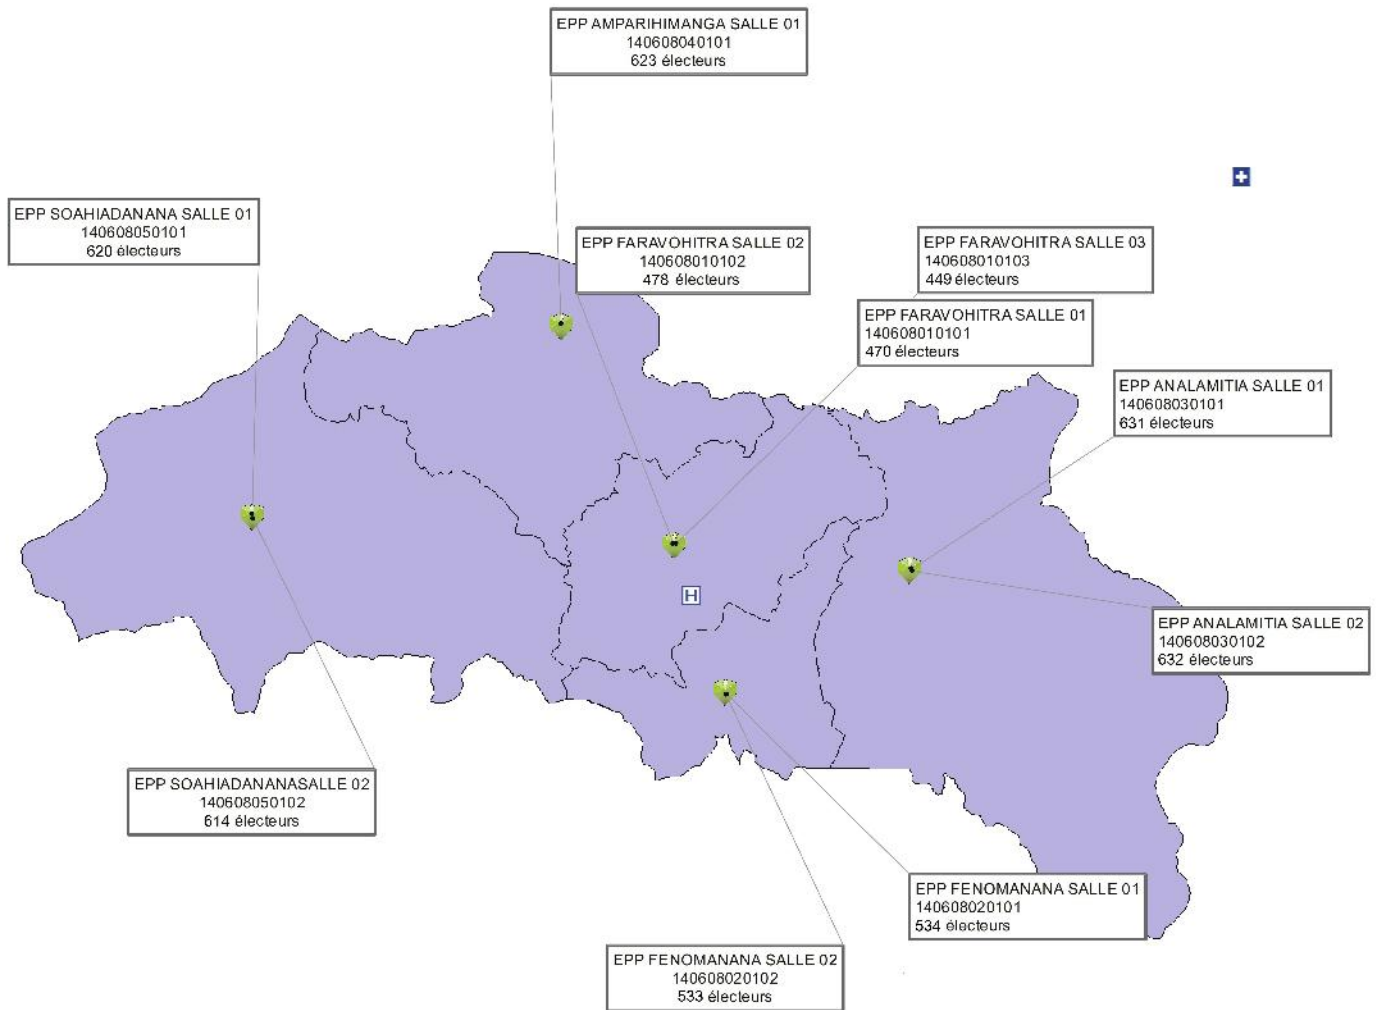 EPP AMPARIHIMANGA SALLE 01
140608040101
623 électeurs
EPP SOAHIADANANA SALLE 01
140608050101
620 électeurs
EPP FARAVOHITRA SALLE 02
140608010102
478 électeurs
EPP FARAVOHITRA SALLE 03
140608010103
449 électeurs
EPP FARAVOHITRA SALLE 01
140608010101
470 électeurs
EPP ANALAMITIA SALLE 01
140608030101
631 électeurs
H
EPP ANALAMITIA SALLE 02
140608030102
632 électeurs
EPP SOAHIADANANASALLE 02
140608050102
614 électeurs
EPP FENOMANANA SALLE 01
140608020101
534 électeurs
EPP FENOMANANA SALLE 02
140608020102
533 électeurs